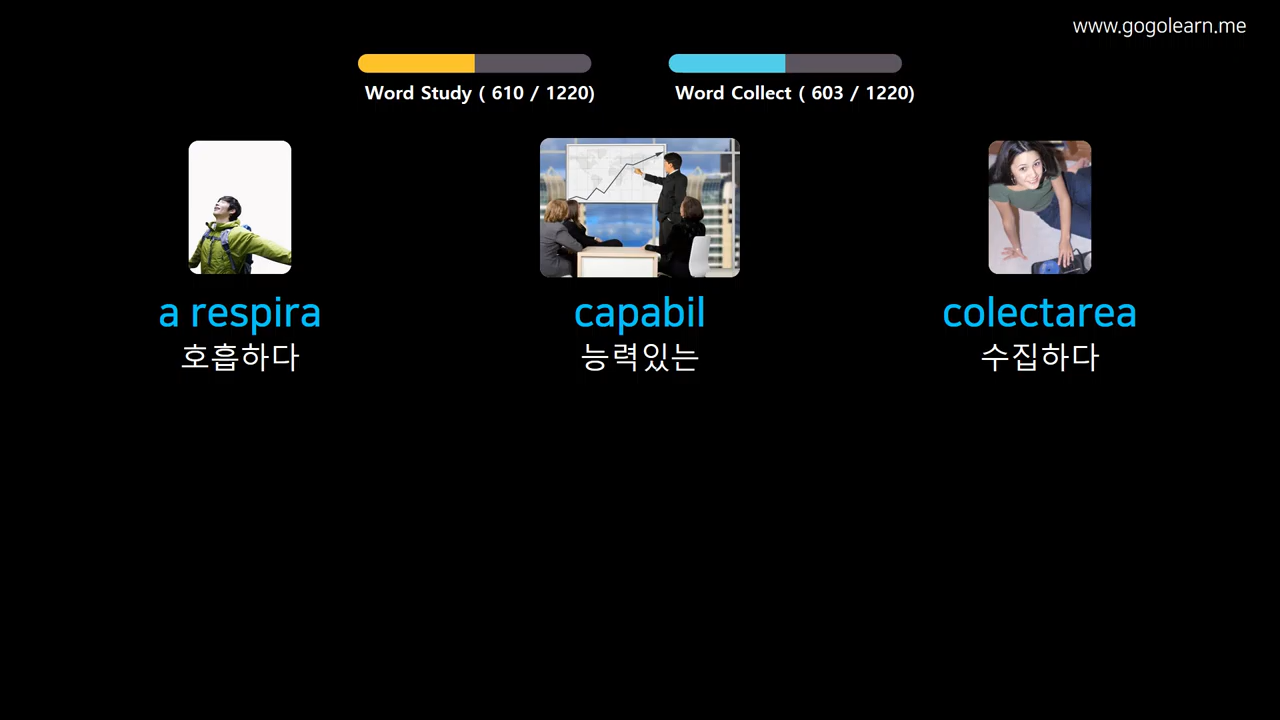 www.gogolearn.me
Word Study ( 610 / 1220)
Word Collect ( 603 / 1220)
a respira
호흡하다
capabil
능력있는
colectarea
수집하다